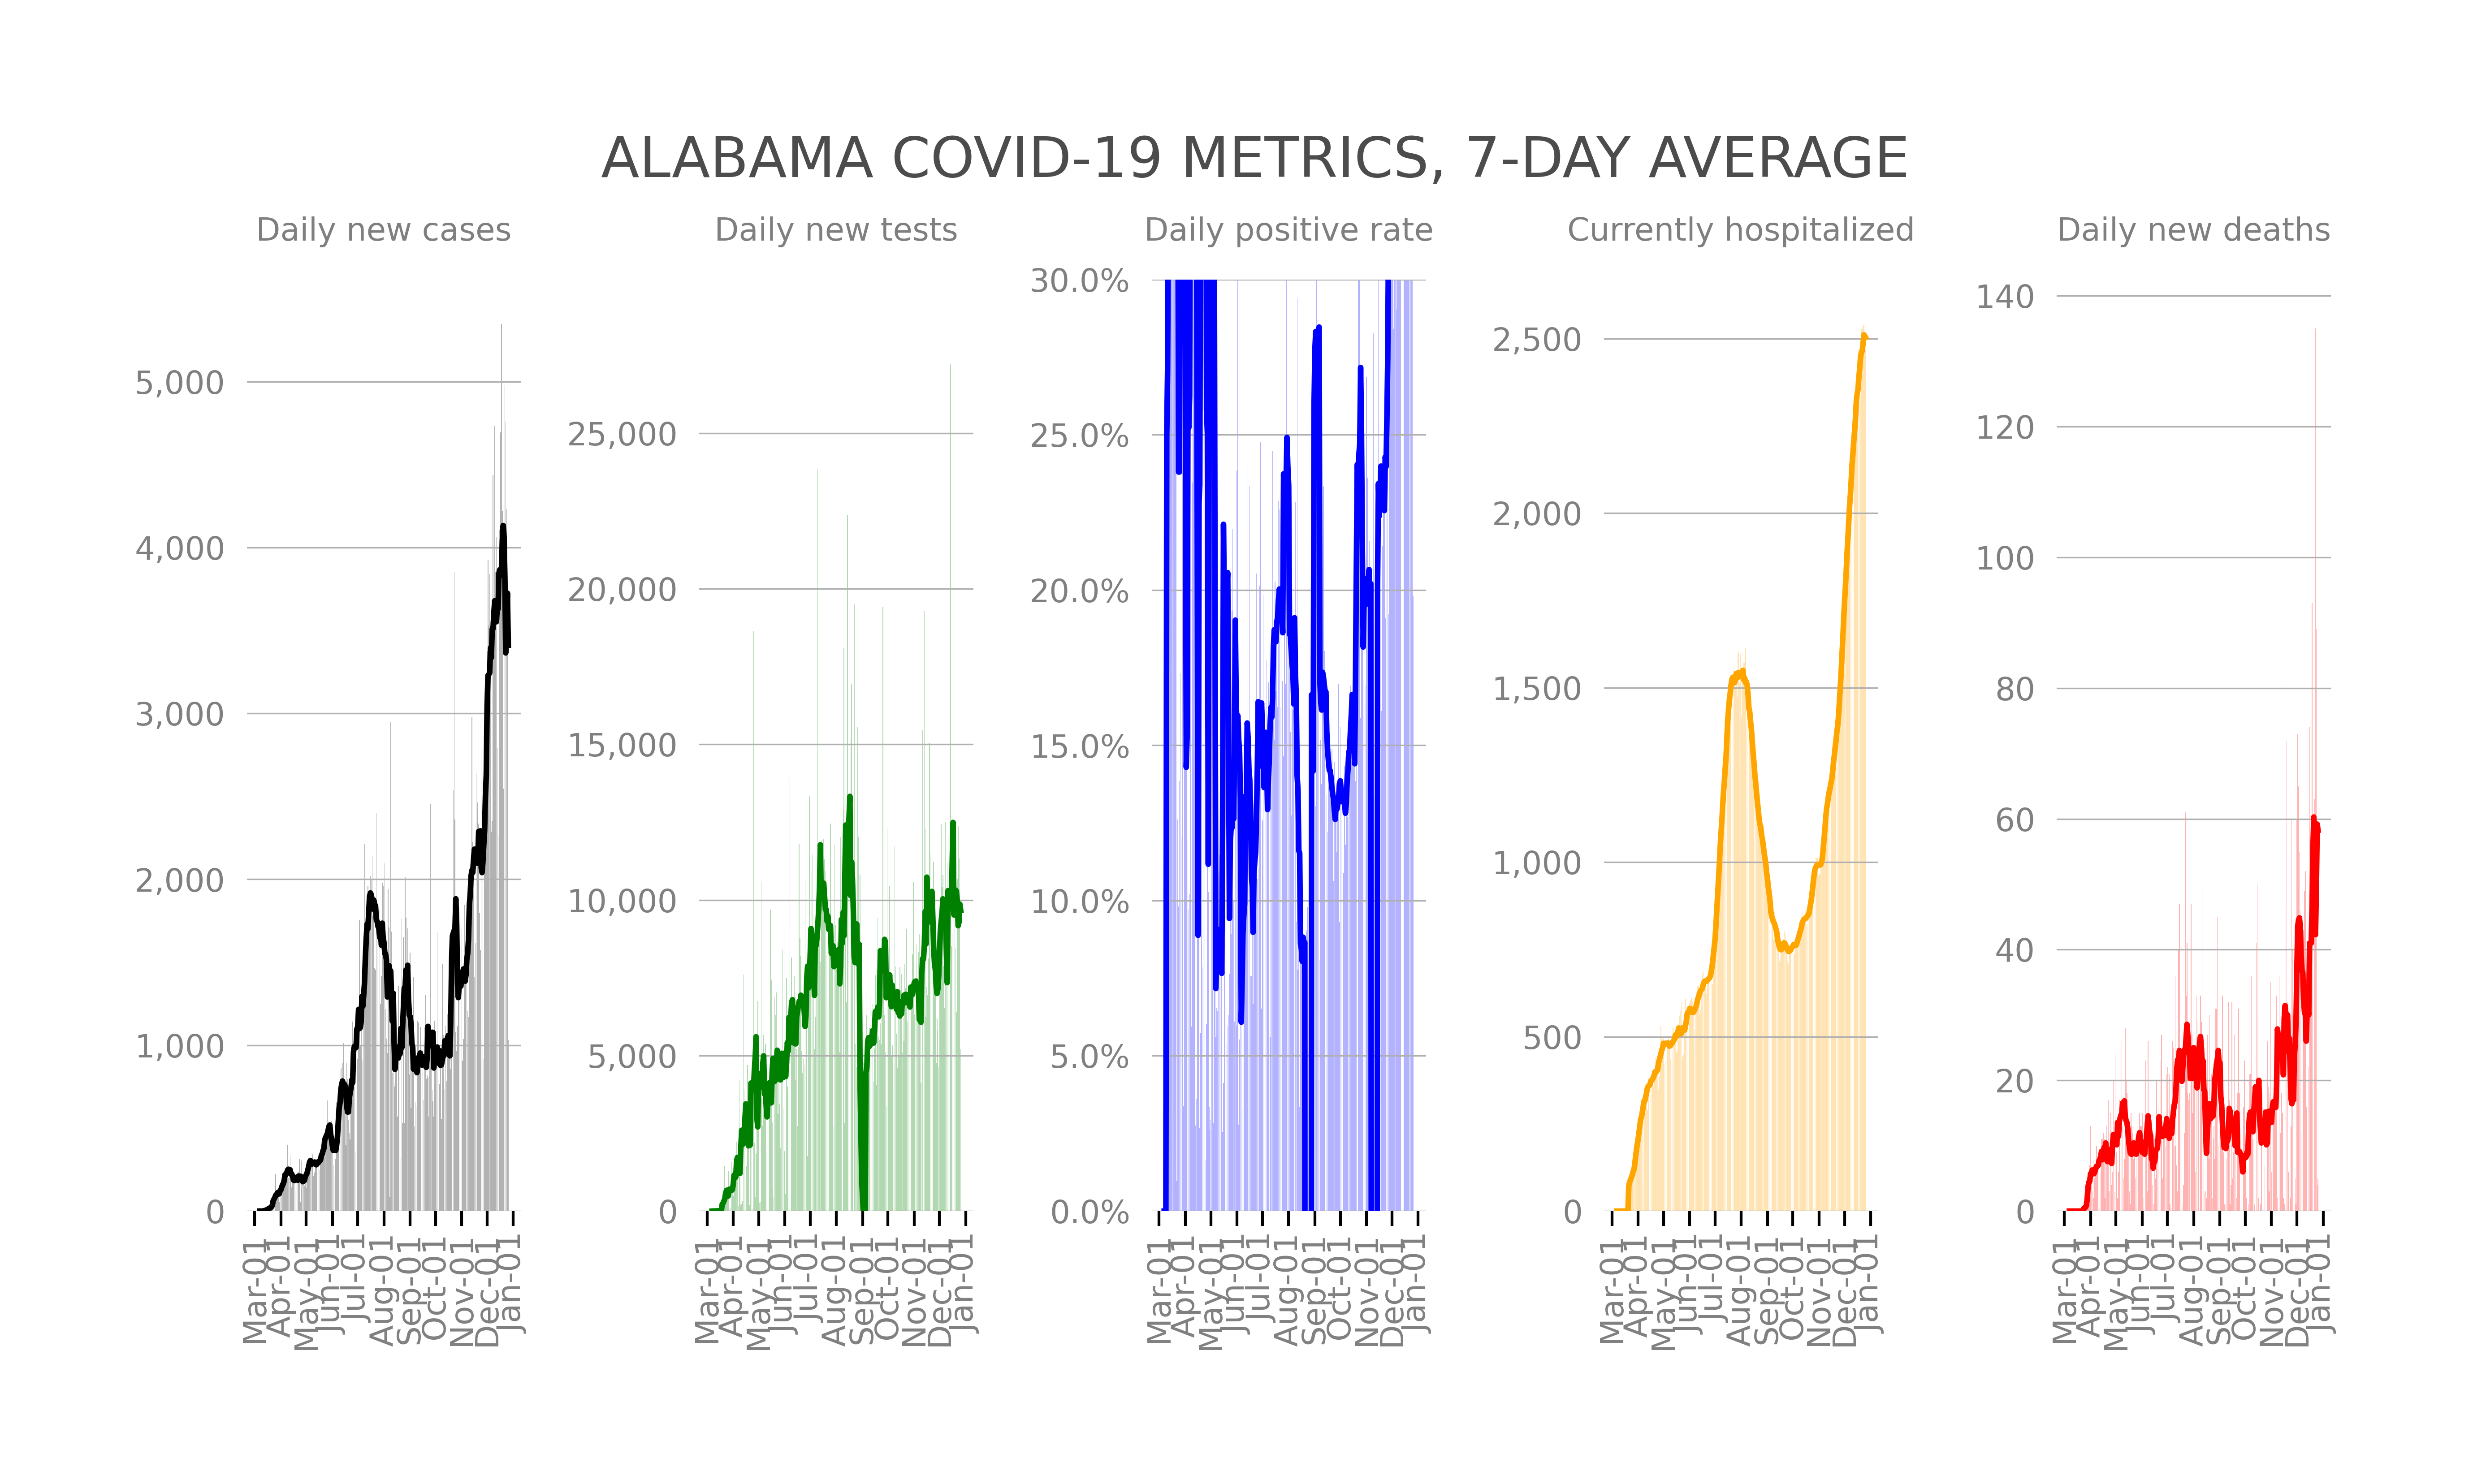 ALABAMA COVID-19 METRICS, 7-DAY AVERAGE
Daily new cases
5,000
4,000
3,000
2,000
1,000
0
Mar-01
Apr-01
May-01
Jun-01
Jul-01
Aug-01
Sep-01
Oct-01
Nov-01
Dec-01
Jan-01
Daily new tests
25,000
20,000
15,000
10,000
5,000
0
Mar-01
Apr-01
May-01
Jun-01
Jul-01
Aug-01
Sep-01
Oct-01
Nov-01
Dec-01
Jan-01
Daily positive rate
30.0%
25.0%
20.0%
15.0%
10.0%
5.0%
0.0%
Mar-01
Apr-01
May-01
Jun-01
Jul-01
Aug-01
Sep-01
Oct-01
Nov-01
Dec-01
Jan-01
Currently hospitalized
2,500
2,000
1,500
1,000
500
0
Mar-01
Apr-01
May-01
Jun-01
Jul-01
Aug-01
Sep-01
Oct-01
Nov-01
Dec-01
Jan-01
Daily new deaths
140
120
100
80
60
40
20
0
Mar-01
Apr-01
May-01
Jun-01
Jul-01
Aug-01
Sep-01
Oct-01
Nov-01
Dec-01
Jan-01